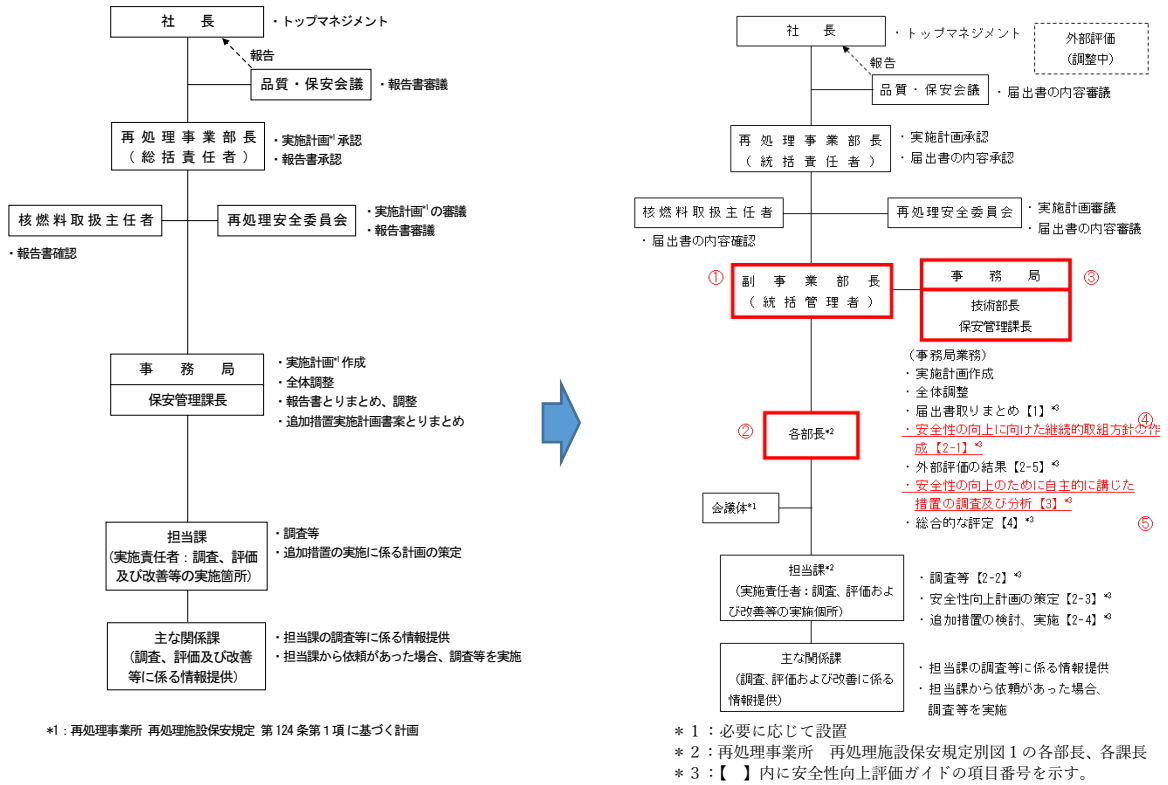 社　長
・トップマネジメント
報告
品質・保安会議
・報告書審議
再処理事業部長
（総括責任者）
・実施計画*1 承認
・報告書承認
核燃料取扱主任者
・報告書確認
再処理安全委員会
・実施計画*1 の審議
・報告書審議
事　務　局
保安管理課長
・実施計画*1 作成
・全体調整
・報告書とりまとめ、調整
・追加措置実施計画書案とりまとめ
担当課
(実施責任者：調査、評価
及び改善等の実施箇所)
・調査等
・追加措置の実施に係る計画の策定
主な関係課
(調査、評価及び改善
等に係る情報提供)
・担当課の調査等に係る情報提供
・担当課から依頼があった場合、調査等を実施
*1：再処理事業所 再処理施設保安規定 第124条第1項に基づく計画
社　長
・トップマネジメント
外部評価
(調整中)
報告
品質・保安会議
・届出書の内容審議
再処理事業部長
（統括責任者）
・実施計画承認
・届出書の内容承認
核燃料取扱主任者
・届出書の内容確認
再処理安全委員会
・実施計画審議
・届出書の内容審議
①
副事業部長
（統括管理者）
事　務　局
技術部長
保安管理課長
③
（事務局業務）
・実施計画作成
・全体調整
・届出書取りまとめ【1】*3
④
・安全性の向上に向けた継続的取組方針の作
成【2-1】*3
・外部評価の結果【2-5】*3
・安全性の向上のために自主的に講じた
措置の調査及び分析【3】*3
・総合的な評定【4】*3
⑤
②
各部長*2
会議体*1
担当課*2
(実施責任者：調査、評価およ
び改善等の実施個所)
・調査等【2-2】*3
・安全性向上計画の策定【2-3】*3
・追加措置の検討、実施【2-4】*3
主な関係課
(調査、評価および改善に係る
情報提供)
・担当課の調査等に係る情報提供
・担当課から依頼があった場合、
調査等を実施
＊１：必要に応じて設置
＊２：再処理事業所　再処理施設保安規定別図１の各部長、各課長
＊３：【　】内に安全性向上評価ガイドの項目番号を示す。